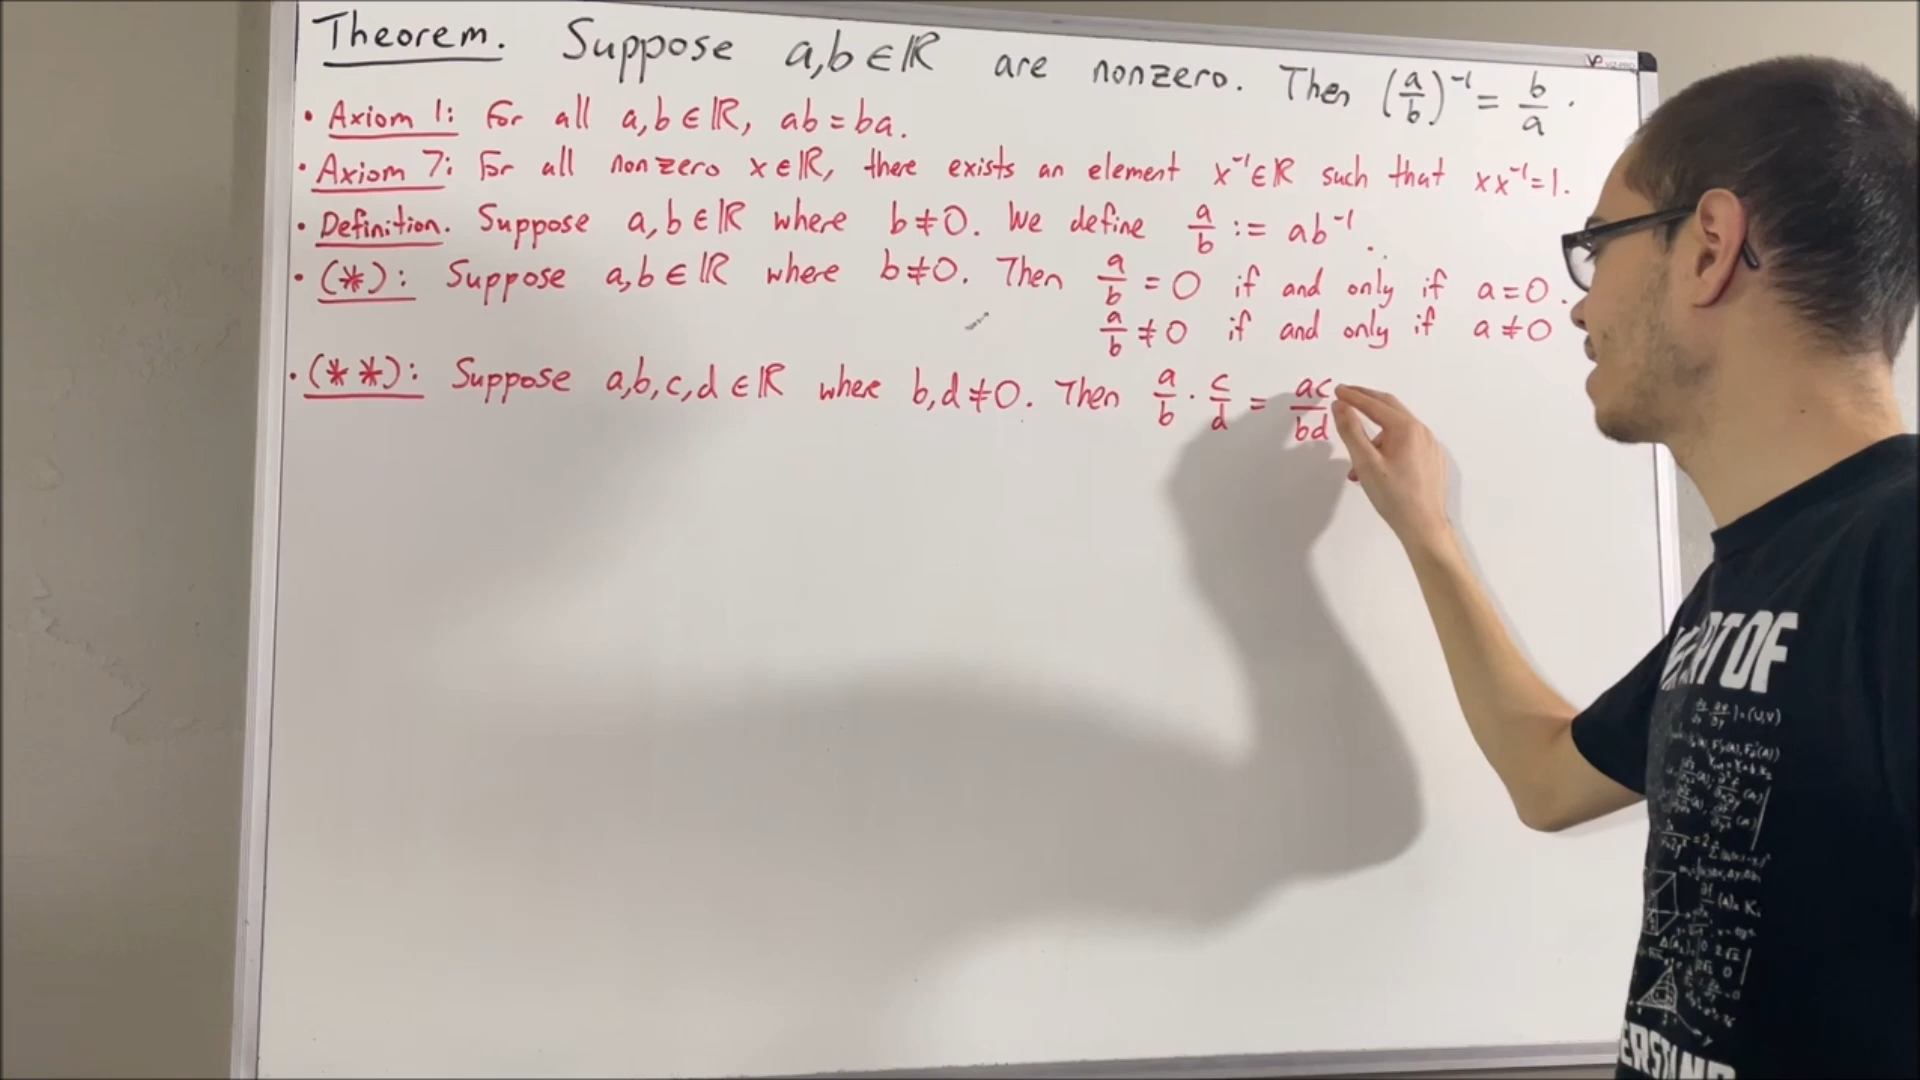 Theorem. Suppose a,b ∈ ℝ are nonzero. Then (a/b)⁻¹ = b/a.
• Axiom 1: For all a,b ∈ ℝ, ab = ba.
• Axiom 7: For all nonzero x ∈ ℝ, there exists an element x⁻¹ ∈ ℝ such that xx⁻¹ = 1.
• Definition. Suppose a,b ∈ ℝ where b ≠ 0. We define a/b := ab⁻¹.
• (*): Suppose a,b ∈ ℝ where b ≠ 0. Then a/b = 0 if and only if a = 0.
a/b ≠ 0 if and only if a ≠ 0
• (**): Suppose a,b,c,d ∈ ℝ where b,d ≠ 0. Then a/b · c/d = ac/bd